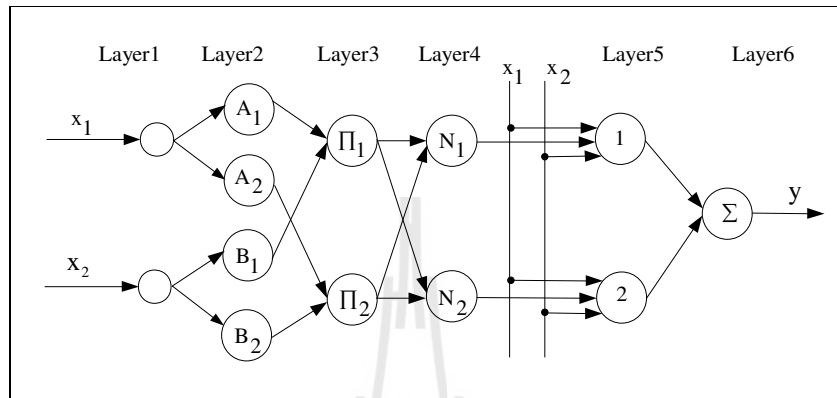 Layer1 Layer2 Layer3 Layer4 x₁ x₂ Layer5 Layer6
x₁ A₁ Π₁ N₁ 1
A₂
Σ y
x₂ B₁
B₂ Π₂ N₂ 2